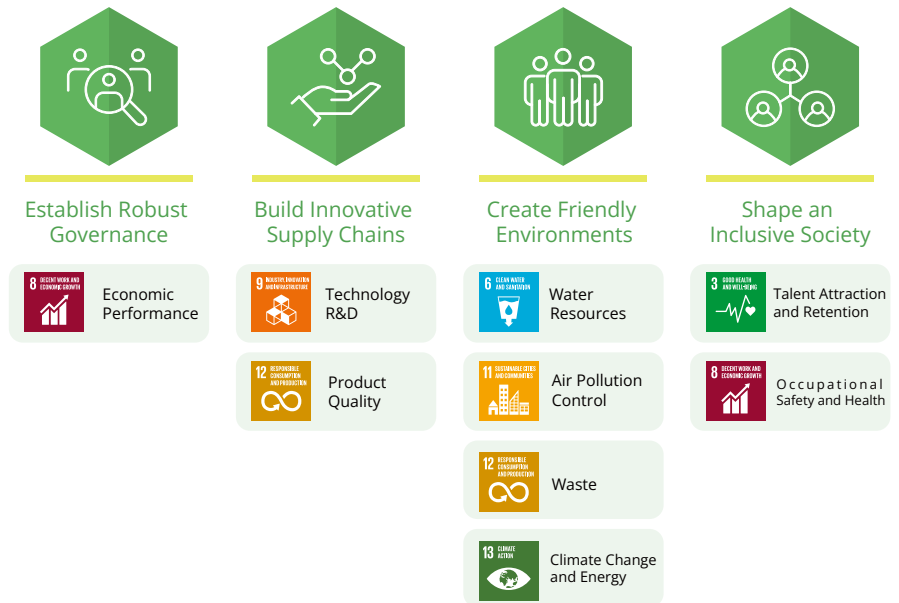 Establish Robust
Governance
8 DECENT WORK AND
ECONOMIC GROWTH
Economic
Performance
Build Innovative
Supply Chains
9 INDUSTRY, INNOVATION
AND INFRASTRUCTURE
Technology
R&D
12 RESPONSIBLE
CONSUMPTION
AND PRODUCTION
Product
Quality
Create Friendly
Environments
6 CLEAN WATER
AND SANITATION
Water
Resources
11 SUSTAINABLE CITIES
AND COMMUNITIES
Air Pollution
Control
12 RESPONSIBLE
CONSUMPTION
AND PRODUCTION
Waste
13 CLIMATE
ACTION
Climate Change
and Energy
Shape an
Inclusive Society
3 GOOD HEALTH
AND WELL-BEING
Talent Attraction
and Retention
8 DECENT WORK AND
ECONOMIC GROWTH
Occupational
Safety and Health